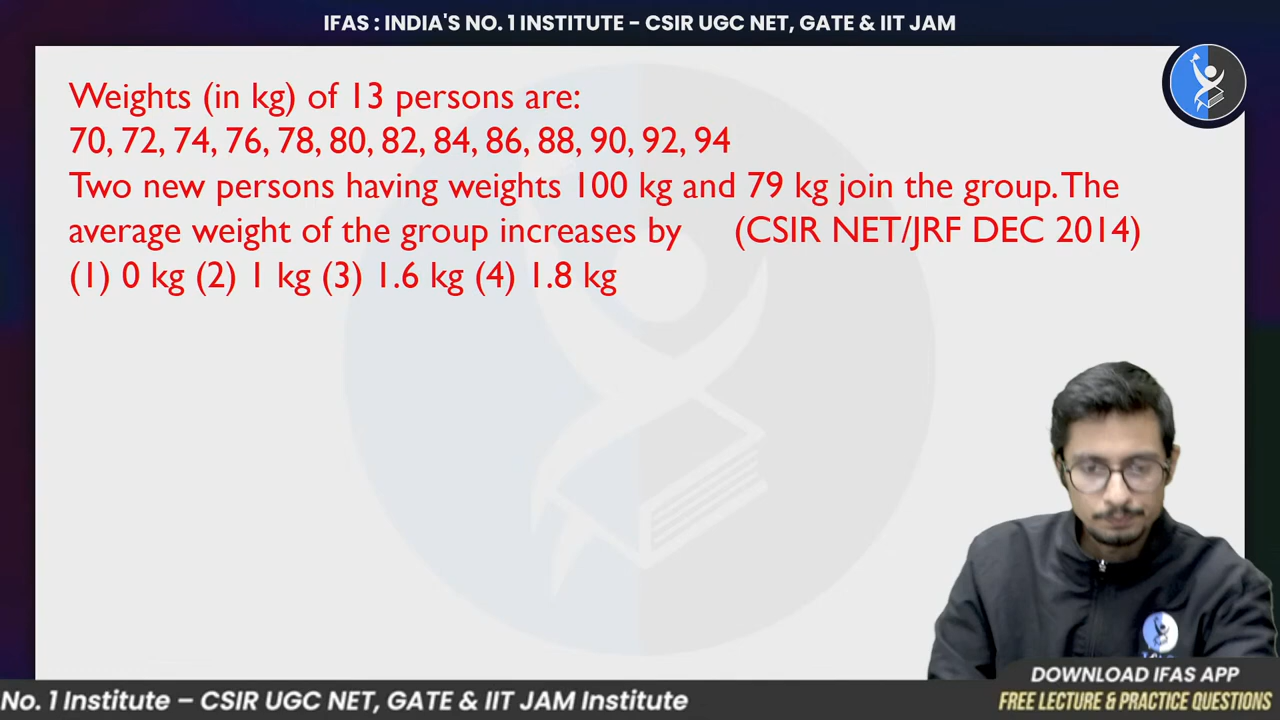 IFAS : INDIA'S NO. 1 INSTITUTE - CSIR UGC NET, GATE & IIT JAM
Weights (in kg) of 13 persons are:
70, 72, 74, 76, 78, 80, 82, 84, 86, 88, 90, 92, 94
Two new persons having weights 100 kg and 79 kg join the group. The
average weight of the group increases by (CSIR NET/JRF DEC 2014)
(1) 0 kg (2) 1 kg (3) 1.6 kg (4) 1.8 kg
DOWNLOAD IFAS APP
No. 1 Institute – CSIR UGC NET, GATE & IIT JAM Institute
FREE LECTURE & PRACTICE QUESTIONS